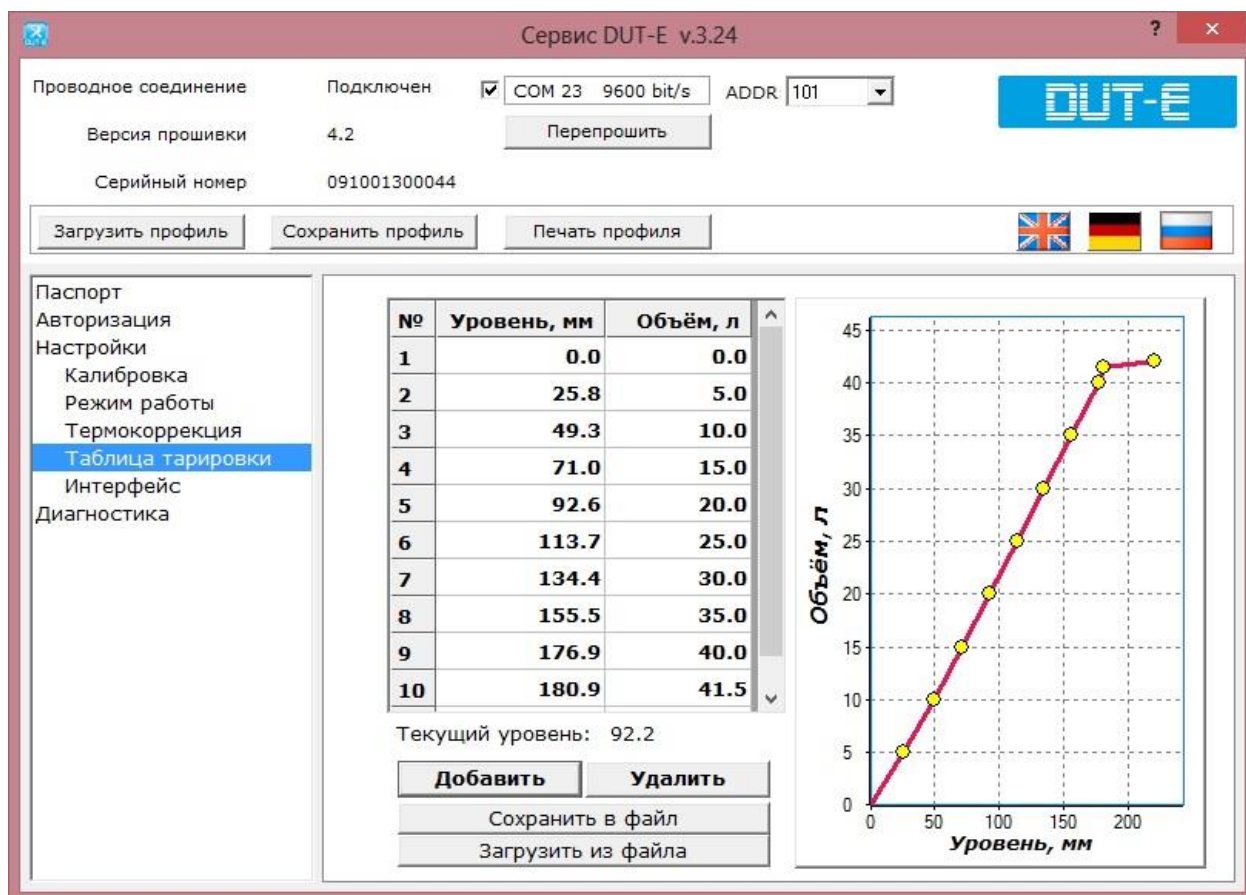 Сервис DUT-E v.3.24
?
×
Проводное соединение Подключен COM 23 9600 bit/s ADDR 101
DUT-E
Версия прошивки 4.2 Перепрошить
Серийный номер 091001300044
Загрузить профиль Сохранить профиль Печать профиля
Паспорт
Авторизация
Настройки
Калибровка
Режим работы
Термокоррекция
Таблица тарировки
Интерфейс
Диагностика
№ Уровень, мм Объём, л
1 0.0 0.0
2 25.8 5.0
3 49.3 10.0
4 71.0 15.0
5 92.6 20.0
6 113.7 25.0
7 134.4 30.0
8 155.5 35.0
9 176.9 40.0
10 180.9 41.5
Текущий уровень: 92.2
Добавить Удалить
Сохранить в файл
Загрузить из файла
Объём, л
45
40
35
30
25
20
15
10
5
0
0 50 100 150 200
Уровень, мм